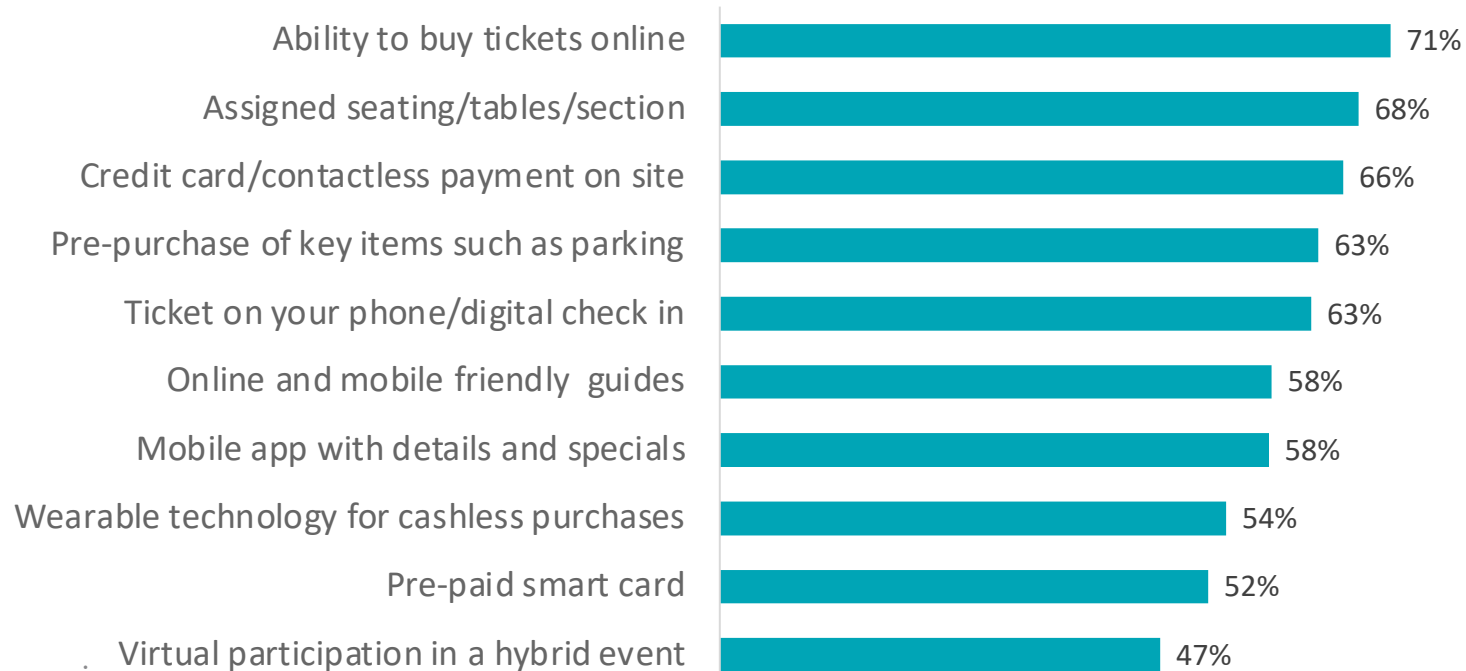 Ability to buy tickets online 71%
Assigned seating/tables/section 68%
Credit card/contactless payment on site 66%
Pre-purchase of key items such as parking 63%
Ticket on your phone/digital check in 63%
Online and mobile friendly  guides 58%
Mobile app with details and specials 58%
Wearable technology for cashless purchases 54%
Pre-paid smart card 52%
. Virtual participation in a hybrid event 47%